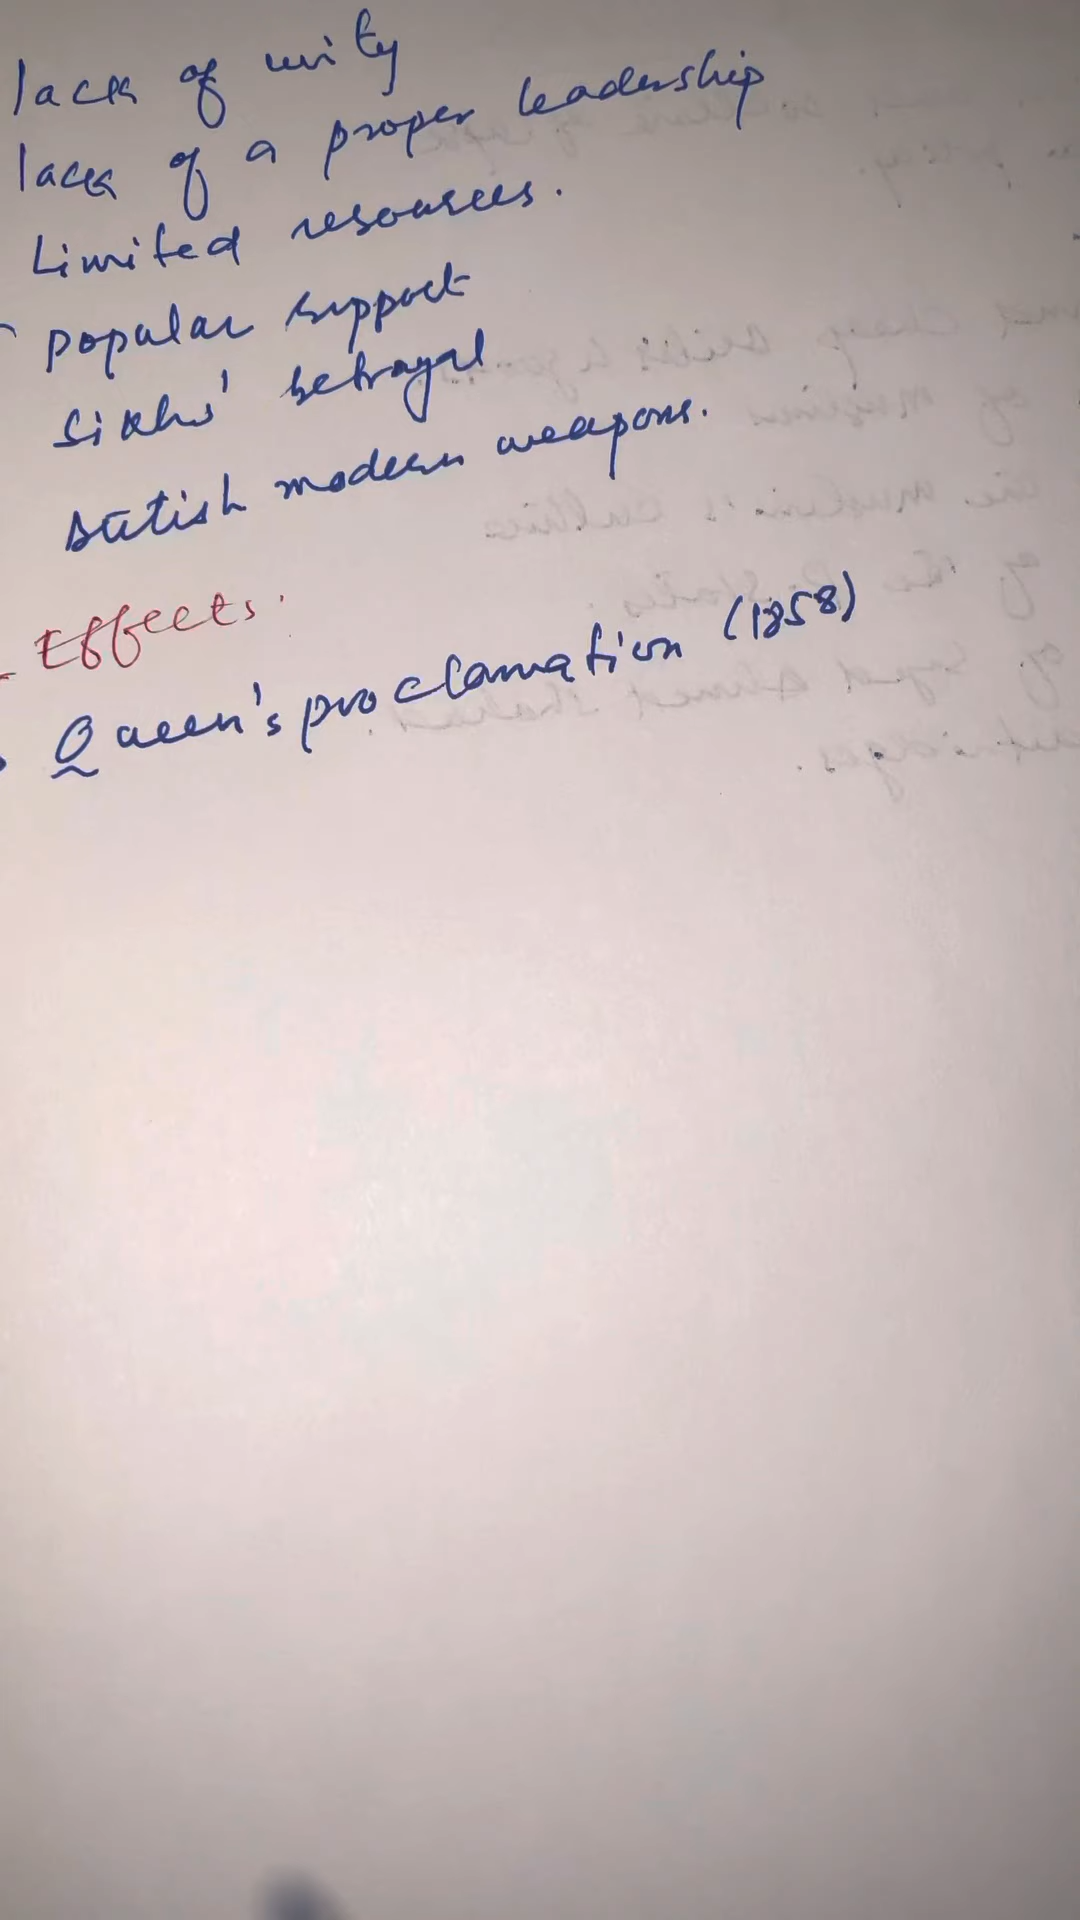 lack of unity
lack of a proper leadership
Limited resources.
popular support
Sikhs' betrayal
British modern weapons.
Effects.
Queen's proclamation (1858)